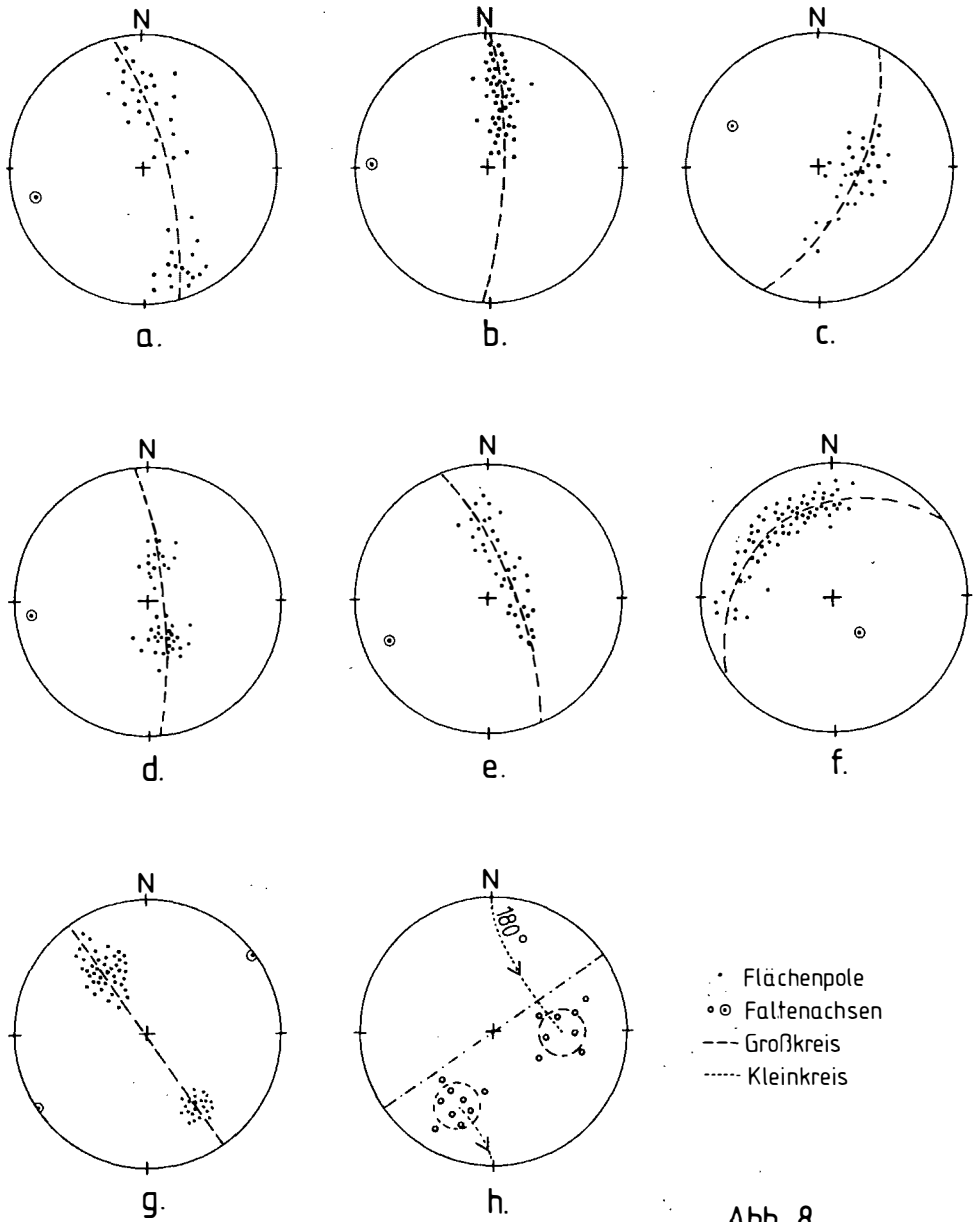 N
N
N
a.
b.
c.
N
N
N
d.
e.
f.
N
N
180°
g.
h.
Flächenpole
Faltenachsen
Großkreis
Kleinkreis
Abb. 8